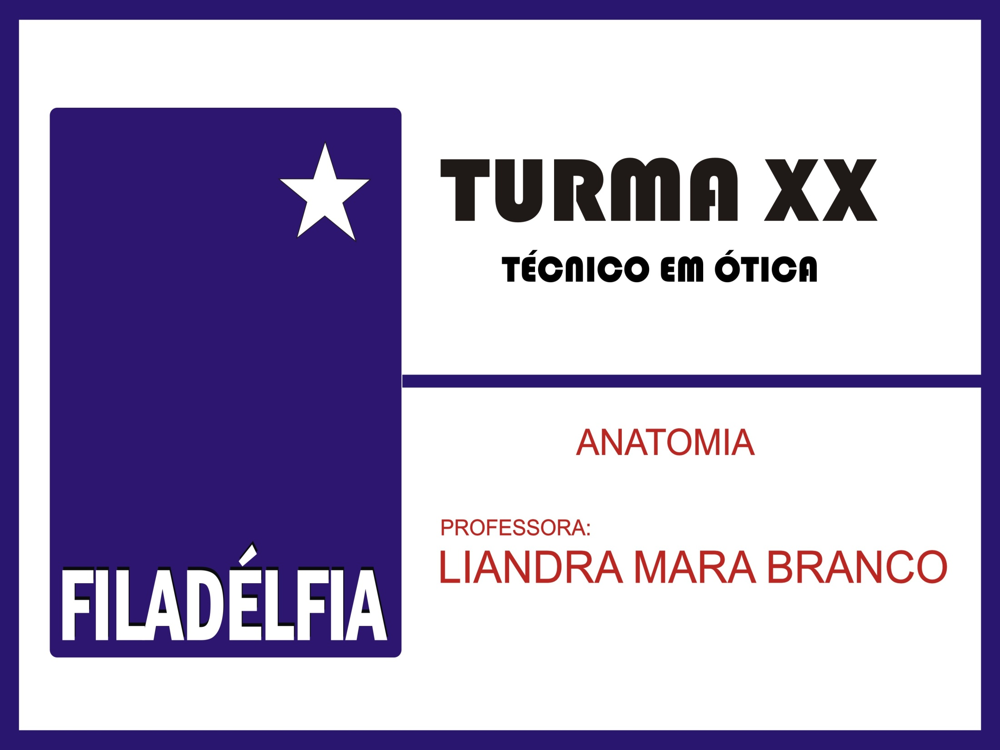 TURMA XX
TÉCNICO EM ÓTICA
ANATOMIA
PROFESSORA:
LIANDRA MARA BRANCO
FILADÉLFIA